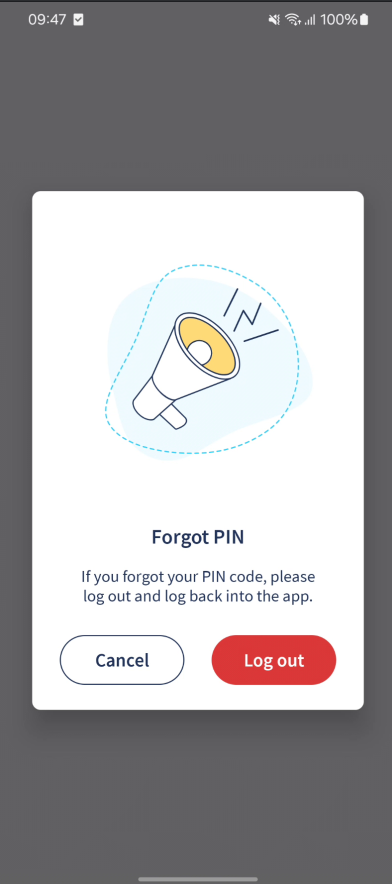 09:47 100%
Forgot PIN
If you forgot your PIN code, please
log out and log back into the app.
Cancel Log out